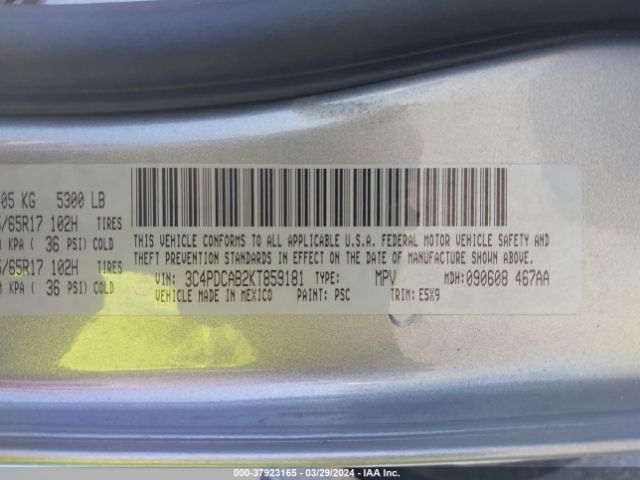 05 KG 5300 LB
/65R17 102H TIRES
KPA ( 36 PSI) COLD
/65R17 102H TIRES
KPA ( 36 PSI) COLD
THIS VEHICLE CONFORMS TO ALL APPLICABLE U.S.A. FEDERAL MOTOR VEHICLE SAFETY AND
THEFT PREVENTION STANDARDS IN EFFECT ON THE DATE OF MANUFACTURE SHOWN ABOVE.
VIN: 3C4PDCAB2KT859181 TYPE: MPV MDH:090608 467AA
VEHICLE MADE IN MEXICO PAINT: PSC TRIM: E5X9
000-37923165 - 03/29/2024 - IAA Inc.